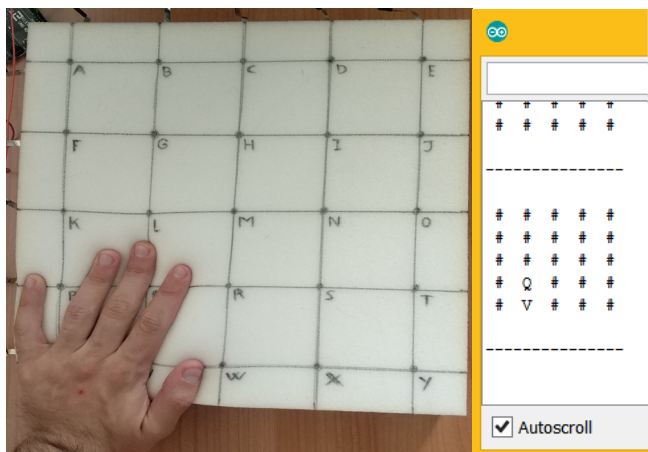 A B C D E
F G H I J
K L M N O
P R S T
W X Y
# # # # #
# # # # #
---------------
# # # # #
# # # # #
# # # # #
# Q # # #
# V # # #
---------------
Autoscroll